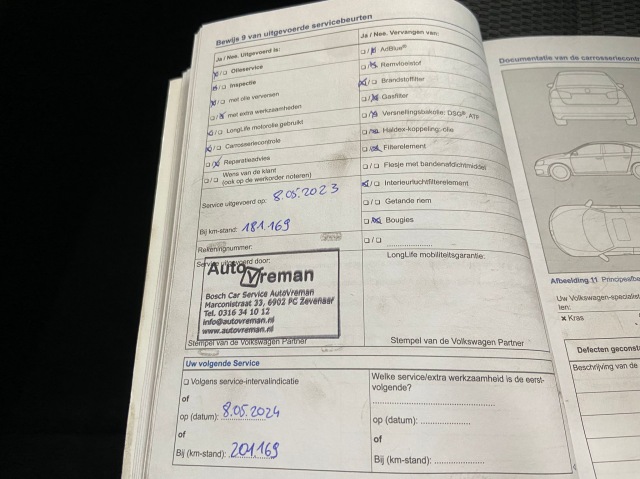 Bewijs 9 van uitgevoerde servicebeurten
Ja / Nee. Uitgevoerd is:
Olieservice
Inspectie
met olie verversen
met extra werkzaamheden
LongLife motorolie gebruikt
Carrosseriecontrole
Reparatieadvies
Wens van de klant
(ook op de werkorder noteren)
Service uitgevoerd op: 8.05.2023
Bij km-stand: 181.169
Rekeningnummer:
Service uitgevoerd door:
AutoVreman
Bosch Car Service AutoVreman
Marconistraat 33, 6902 PC Zevenaar
Tel. 0316 34 10 12
info@autovreman.nl
www.autovreman.nl
Stempel van de Volkswagen Partner
Ja / Nee. Vervangen van:
AdBlue®
Remvloeistof
Brandstoffilter
Gasfilter
Versnellingsbakolie: DSG®, ATF
Haldex-koppeling: olie
Filterelement
Flesje met bandenafdichtmiddel
Interieurluchtfilterelement
Getande riem
Bougies
LongLife mobiliteitsgarantie:
Stempel van de Volkswagen Partner
Uw volgende Service
Volgens service-intervalindicatie
of
op (datum): 8.05.2024
of
Bij (km-stand): 201.169
Welke service/extra werkzaamheid is de eerst-
volgende?
op (datum):
of
Bij (km-stand):
Documentatie van de carrosseriecontr
Afbeelding 11 Principeafbe
Uw Volkswagen-specialist
len:
× Kras
Defecten geconst
Beschrijving van de